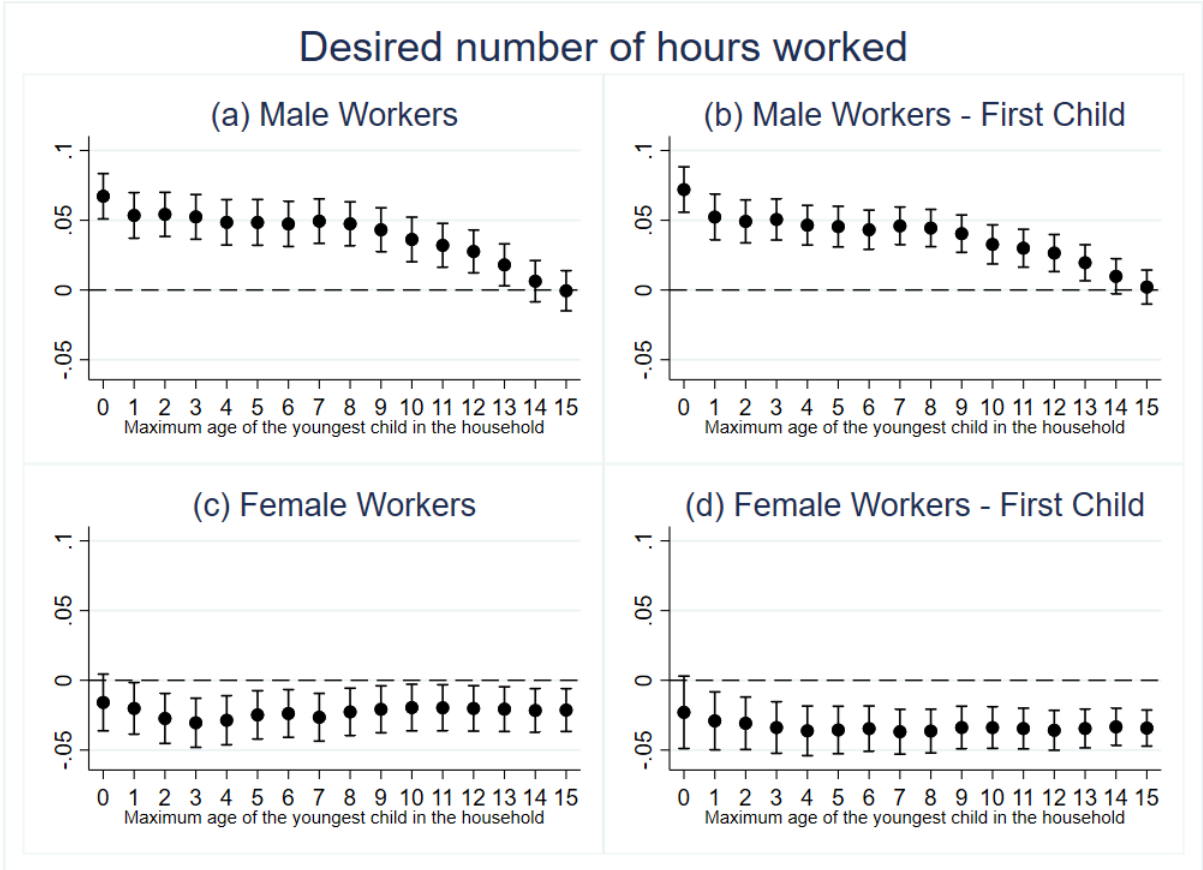 Desired number of hours worked
(a) Male Workers
.1
.05
0
-.05
0 1 2 3 4 5 6 7 8 9 10 11 12 13 14 15
Maximum age of the youngest child in the household
(b) Male Workers - First Child
.1
.05
0
-.05
0 1 2 3 4 5 6 7 8 9 10 11 12 13 14 15
Maximum age of the youngest child in the household
(c) Female Workers
.1
.05
0
-.05
0 1 2 3 4 5 6 7 8 9 10 11 12 13 14 15
Maximum age of the youngest child in the household
(d) Female Workers - First Child
.1
.05
0
-.05
0 1 2 3 4 5 6 7 8 9 10 11 12 13 14 15
Maximum age of the youngest child in the household